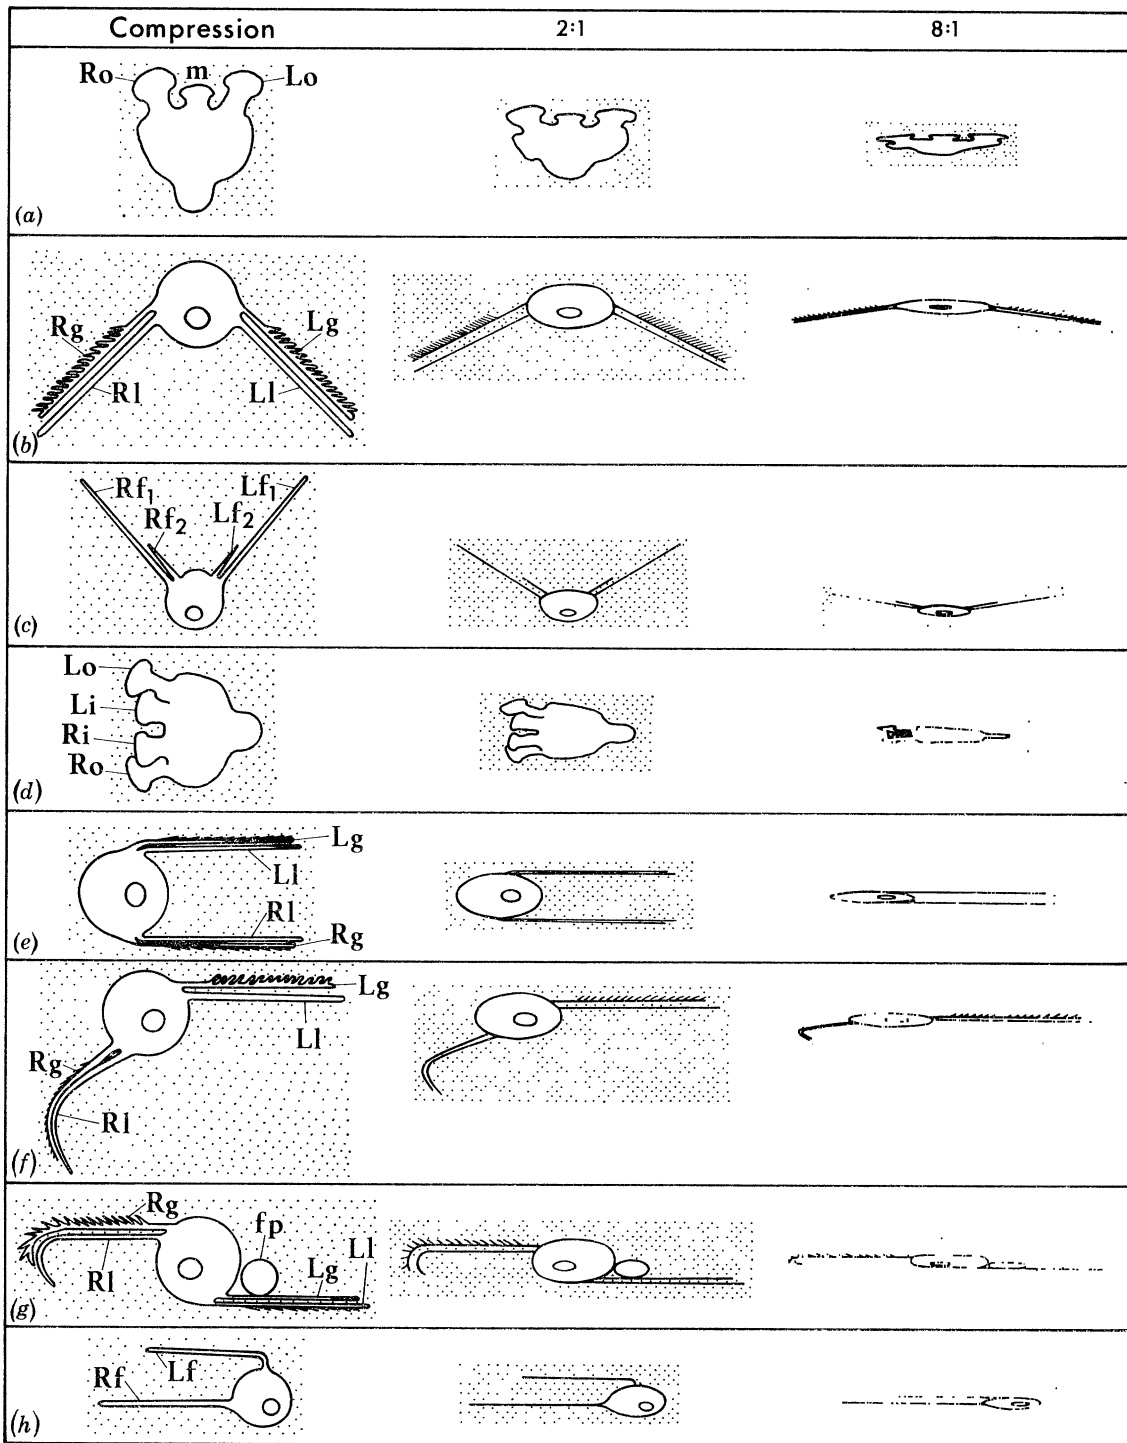 Compression 2:1 8:1
Ro m Lo
(a)
Rg Lg
Rl Ll
(b)
Rf1 Lf1
Rf2 Lf2
(c)
Lo
Li
Ri
Ro
(d)
Lg
Ll
Rl
Rg
(e)
Lg
Ll
Rg
Rl
(f)
Rg
fp
Ll
Rl Lg
(g)
Lf
Rf
(h)